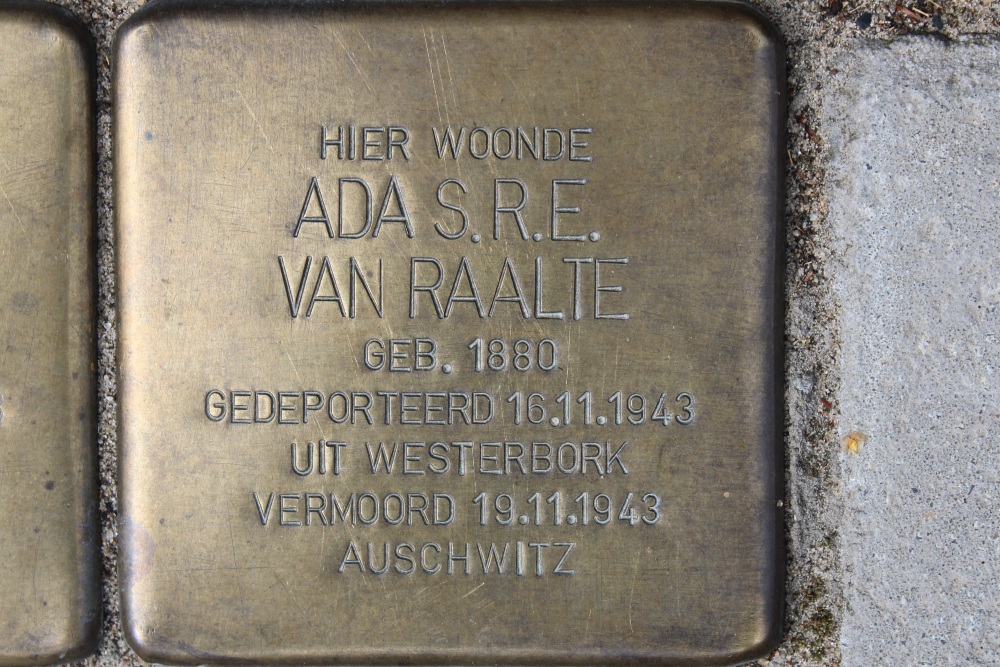 HIER WOONDE
ADA S.R.E.
VAN RAALTE
GEB. 1880
GEDEPORTEERD 16.11.1943
UIT WESTERBORK
VERMOORD 19.11.1943
AUSCHWITZ